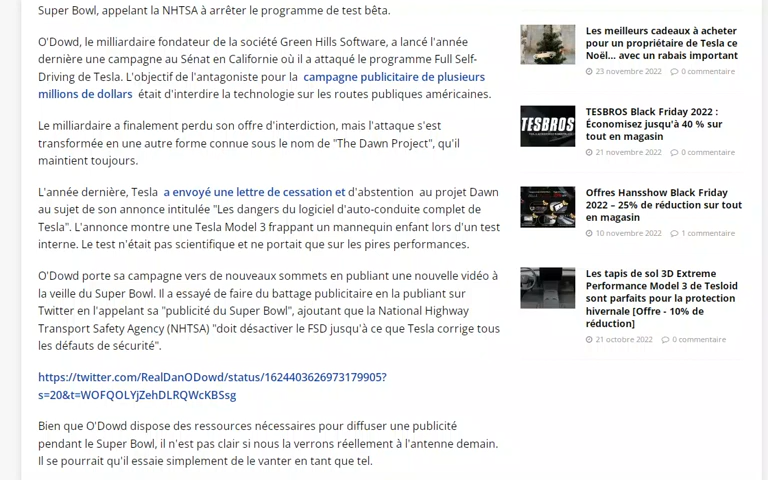 Super Bowl, appelant la NHTSA à arrêter le programme de test bêta.
O'Dowd, le milliardaire fondateur de la société Green Hills Software, a lancé l'année
dernière une campagne au Sénat en Californie où il a attaqué le programme Full Self-
Driving de Tesla. L'objectif de l'antagoniste pour la campagne publicitaire de plusieurs
millions de dollars était d'interdire la technologie sur les routes publiques américaines.
Le milliardaire a finalement perdu son offre d'interdiction, mais l'attaque s'est
transformée en une autre forme connue sous le nom de "The Dawn Project", qu'il
maintient toujours.
L'année dernière, Tesla a envoyé une lettre de cessation et d'abstention au projet Dawn
au sujet de son annonce intitulée "Les dangers du logiciel d'auto-conduite complet de
Tesla". L'annonce montre une Tesla Model 3 frappant un mannequin enfant lors d'un test
interne. Le test n'était pas scientifique et ne portait que sur les pires performances.
O'Dowd porte sa campagne vers de nouveaux sommets en publiant une nouvelle vidéo à
la veille du Super Bowl. Il a essayé de faire du battage publicitaire en la publiant sur
Twitter en l'appelant sa "publicité du Super Bowl", ajoutant que la National Highway
Transport Safety Agency (NHTSA) "doit désactiver le FSD jusqu'à ce que Tesla corrige tous
les défauts de sécurité".
https://twitter.com/RealDanODowd/status/1624403626973179905?
s=20&t=WOFQOLYjZehDLRQWcKBSsg
Bien que O'Dowd dispose des ressources nécessaires pour diffuser une publicité
pendant le Super Bowl, il n'est pas clair si nous la verrons réellement à l'antenne demain.
Il se pourrait qu'il essaie simplement de le vanter en tant que tel.
Les meilleurs cadeaux à acheter
pour un propriétaire de Tesla ce
Noël... avec un rabais important
23 novembre 2022 0 commentaire
TESBROS
TESBROS Black Friday 2022 :
Économisez jusqu'à 40 % sur
tout en magasin
21 novembre 2022 0 commentaire
Offres Hansshow Black Friday
2022 – 25% de réduction sur tout
en magasin
10 novembre 2022 1 commentaire
Les tapis de sol 3D Extreme
Performance Model 3 de Tesloid
sont parfaits pour la protection
hivernale [Offre - 10% de
réduction]
21 octobre 2022 0 commentaire